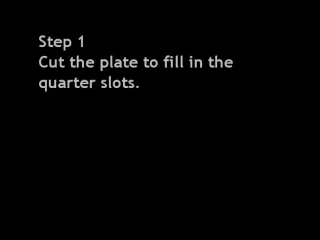 Step 1
Cut the plate to fill in the
quarter slots.